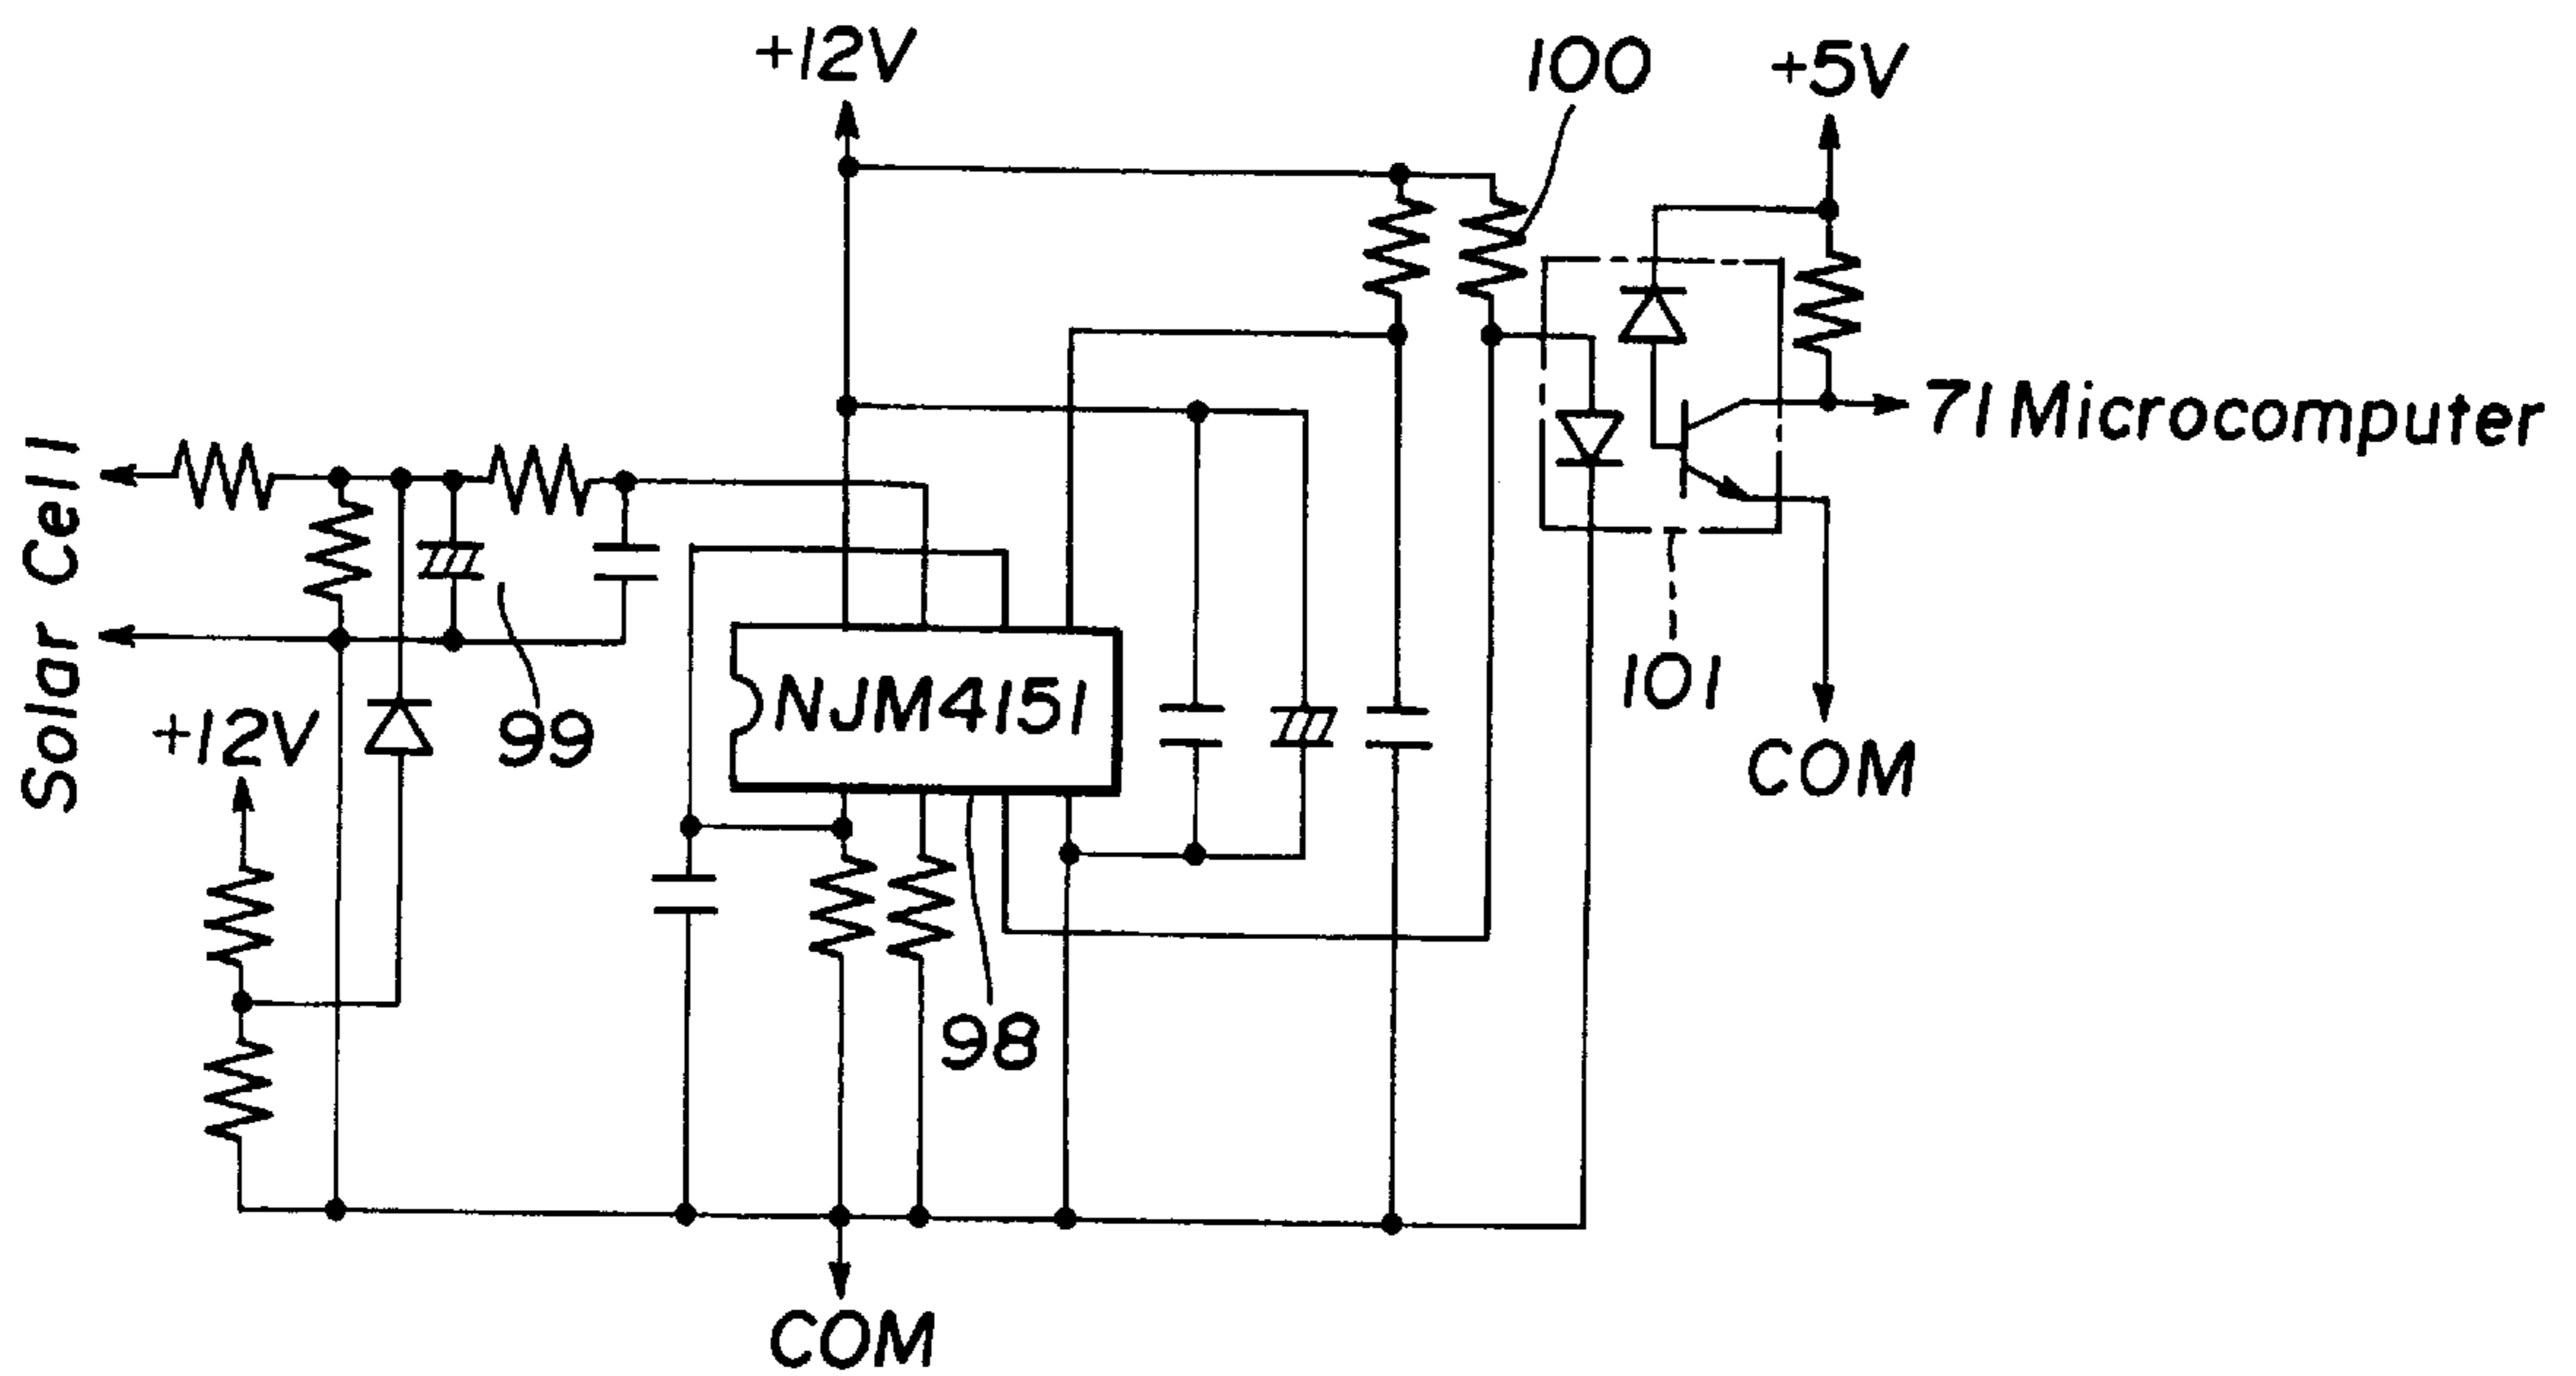 +12V
100
+5V
71 Microcomputer
Solar Cell
+12V
99
NJM4151
101
COM
98
COM